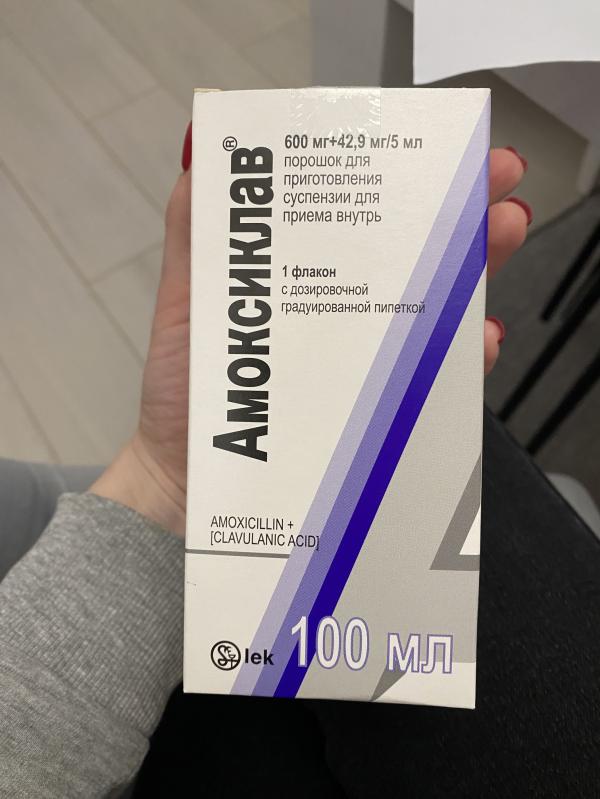 Амоксиклав®
600 мг+42,9 мг/5 мл
порошок для
приготовления
суспензии для
приема внутрь
1 флакон
с дозировочной
градуированной пипеткой
AMOXICILLIN +
[CLAVULANIC ACID]
lek
100 мл